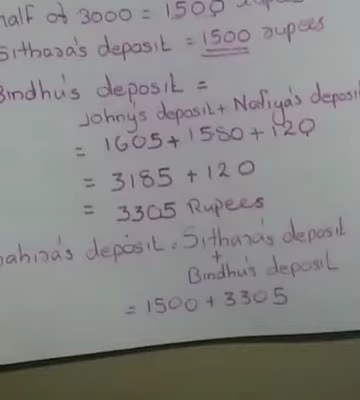 half of 3000 = 1500
Sithara's deposit = 1500 rupees
Bindhu's deposit =
Johny's deposit + Nafiya's deposit
= 1605 + 1580 + 120
= 3185 + 120
= 3305 Rupees
deposit = Sithara's deposit
+
Bindhu's deposit
= 1500 + 3305